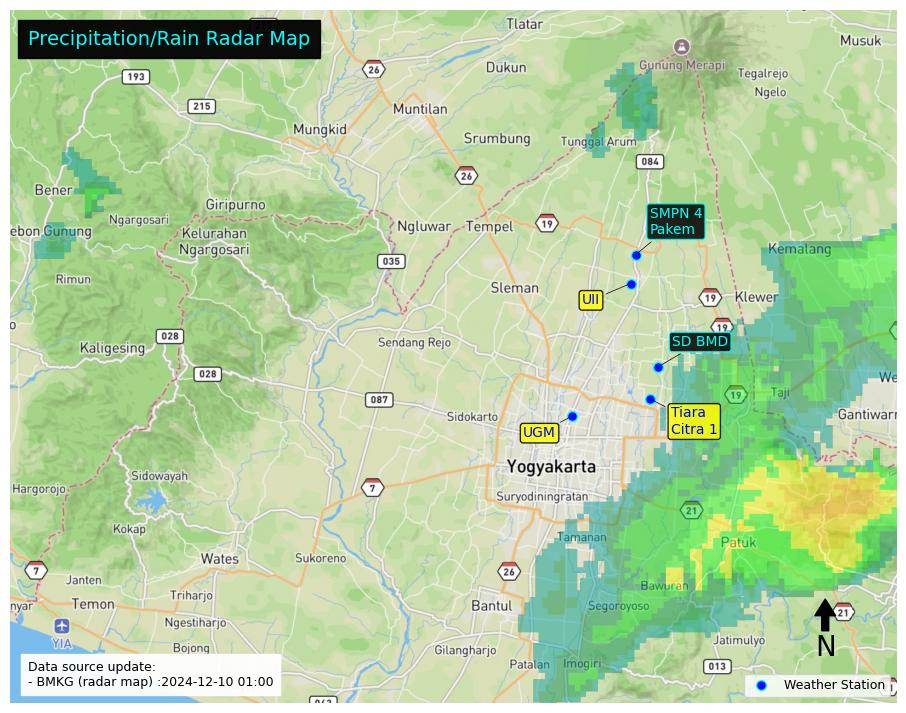 Precipitation/Rain Radar Map
Tlatar
Musuk
26
Dukun
Gunung Merapi
Tegalrejo
193
Ngelo
215
Muntilan
Mungkid
Srumbung
Tunggal Arum
084
26
Bener
Giripurno
Ngargosari
SMPN 4
Pakem
ebon Gunung
Kelurahan
Ngargosari
Ngluwar
Tempel
19
Kemalang
035
Rimun
UII
Sleman
19
Klewer
19
028
Kaligesing
Sendang Rejo
SD BMD
028
We
087
19
Taji
Sidokarto
UGM
Tiara
Citra 1
Gantiwarn
Yogyakarta
Sidowayah
Hargorojo
7
Suryodiningratan
21
Kokap
Tamanan
Patuk
Wates
Sukoreno
7
26
Janten
Bawuran
nyar
Temon
Triharjo
Bantul
Segoroyoso
21
Ngestiharjo
YIA
N
Jatimulyo
Bojong
Gilangharjo
Patalan
Imogiri
013
Data source update:
- BMKG (radar map) :2024-12-10 01:00
Weather Station